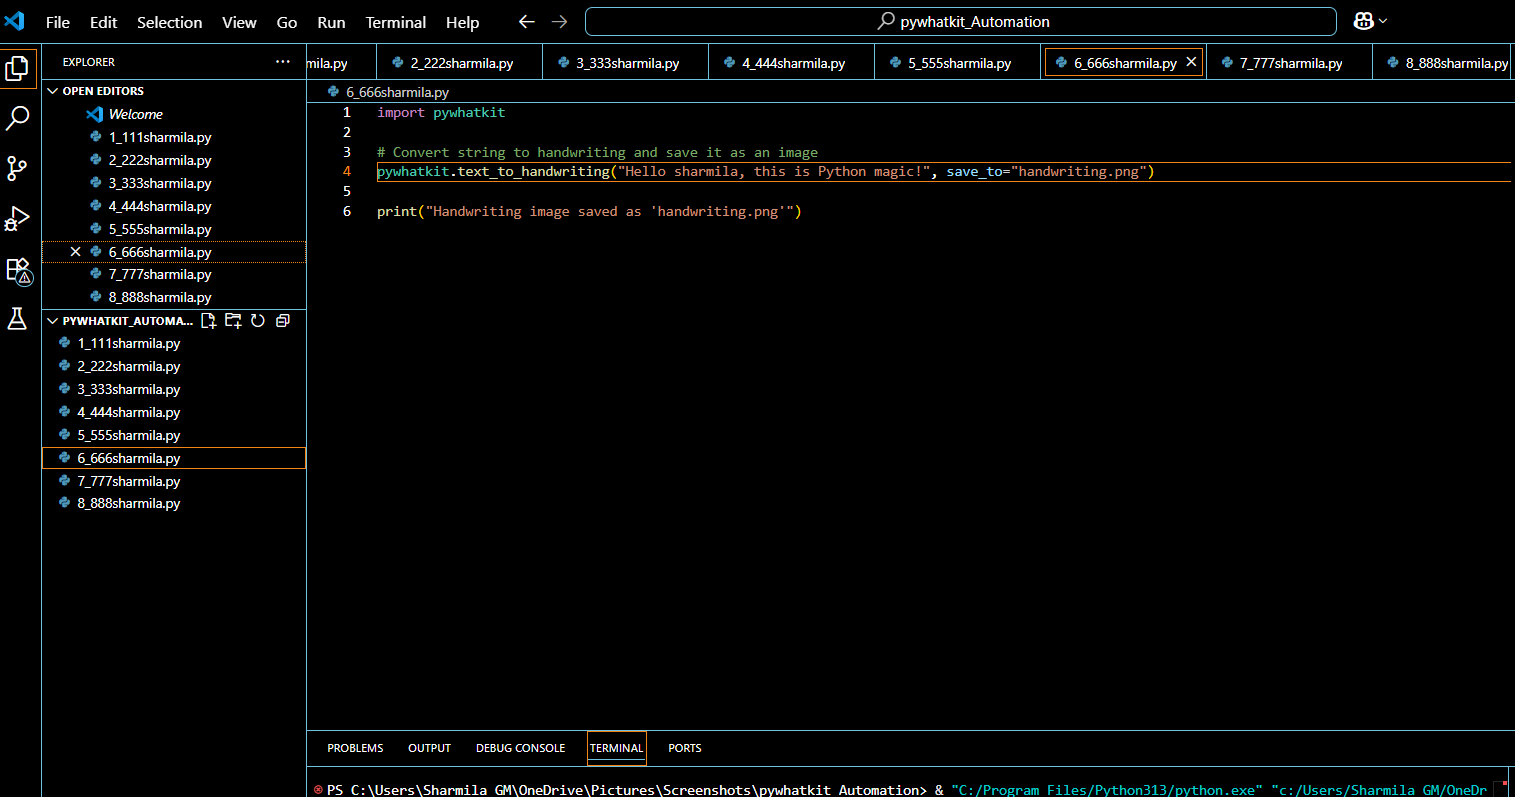 File Edit Selection View Go Run Terminal Help
pywhatkit_Automation
EXPLORER
mila.py
2_222sharmila.py
3_333sharmila.py
4_444sharmila.py
5_555sharmila.py
6_666sharmila.py
7_777sharmila.py
8_888sharmila.py
OPEN EDITORS
Welcome
1_111sharmila.py
2_222sharmila.py
3_333sharmila.py
4_444sharmila.py
5_555sharmila.py
6_666sharmila.py
7_777sharmila.py
8_888sharmila.py
PYWHATKIT_AUTOMA...
1_111sharmila.py
2_222sharmila.py
3_333sharmila.py
4_444sharmila.py
5_555sharmila.py
6_666sharmila.py
7_777sharmila.py
8_888sharmila.py
6_666sharmila.py
1 import pywhatkit
2
3 # Convert string to handwriting and save it as an image
4 pywhatkit.text_to_handwriting("Hello sharmila, this is Python magic!", save_to="handwriting.png")
5
6 print("Handwriting image saved as 'handwriting.png'")
PROBLEMS OUTPUT DEBUG CONSOLE TERMINAL PORTS
PS C:\Users\Sharmila GM\OneDrive\Pictures\Screenshots\pywhatkit_Automation> & "C:/Program Files/Python313/python.exe" "c:/Users/Sharmila GM/OneDr